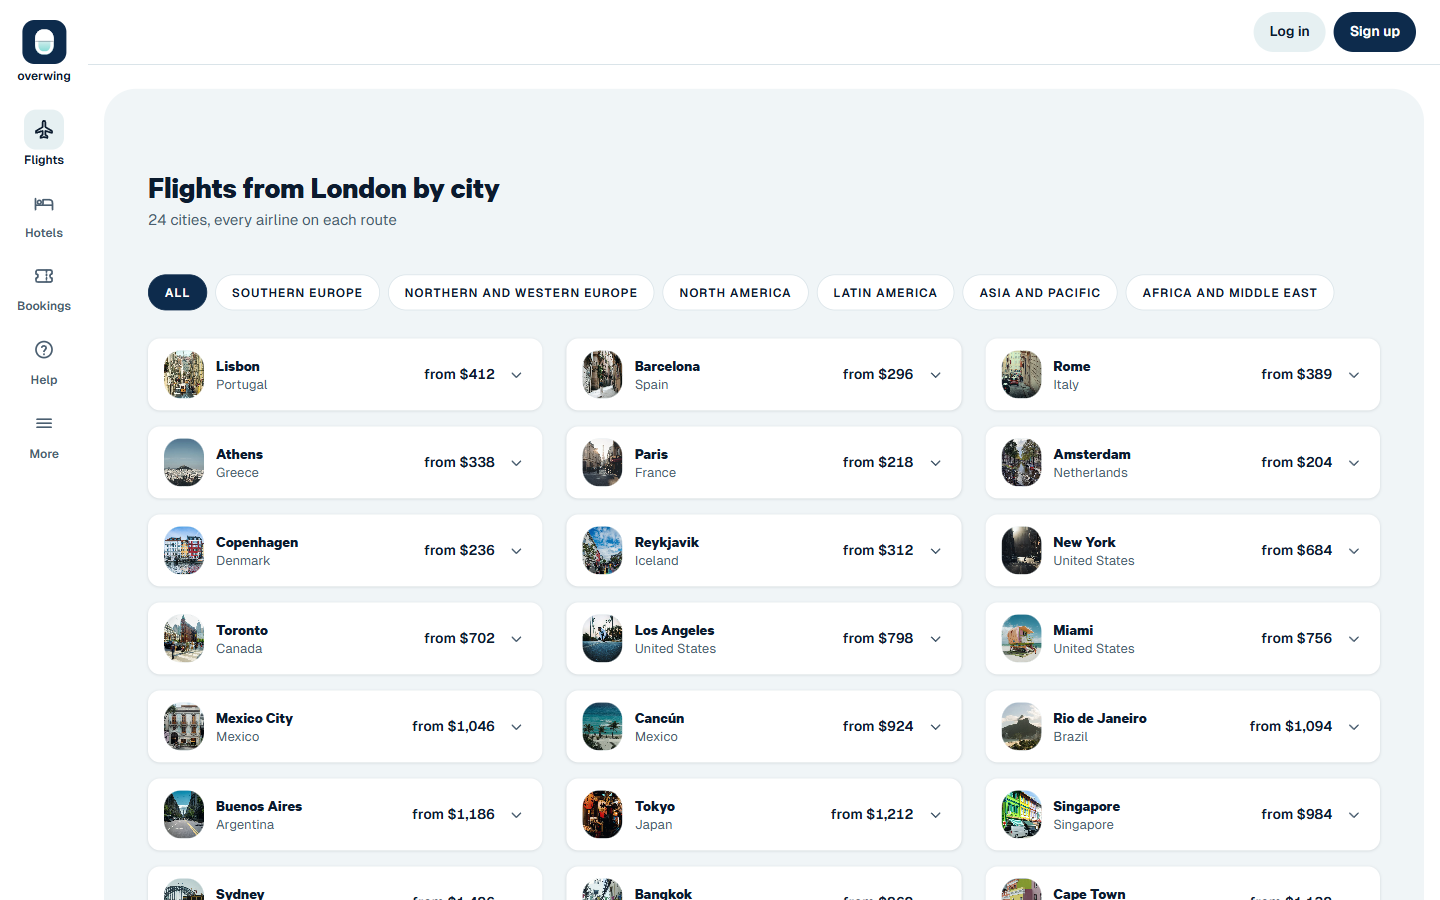 overwing
Log in
Sign up
Flights
Hotels
Bookings
Help
More
Flights from London by city
24 cities, every airline on each route
ALL
SOUTHERN EUROPE
NORTHERN AND WESTERN EUROPE
NORTH AMERICA
LATIN AMERICA
ASIA AND PACIFIC
AFRICA AND MIDDLE EAST
Lisbon
Portugal
from $412
Barcelona
Spain
from $296
Rome
Italy
from $389
Athens
Greece
from $338
Paris
France
from $218
Amsterdam
Netherlands
from $204
Copenhagen
Denmark
from $236
Reykjavik
Iceland
from $312
New York
United States
from $684
Toronto
Canada
from $702
Los Angeles
United States
from $798
Miami
United States
from $756
Mexico City
Mexico
from $1,046
Cancún
Mexico
from $924
Rio de Janeiro
Brazil
from $1,094
Buenos Aires
Argentina
from $1,186
Tokyo
Japan
from $1,212
Singapore
Singapore
from $984
Sydney
Bangkok
Cape Town